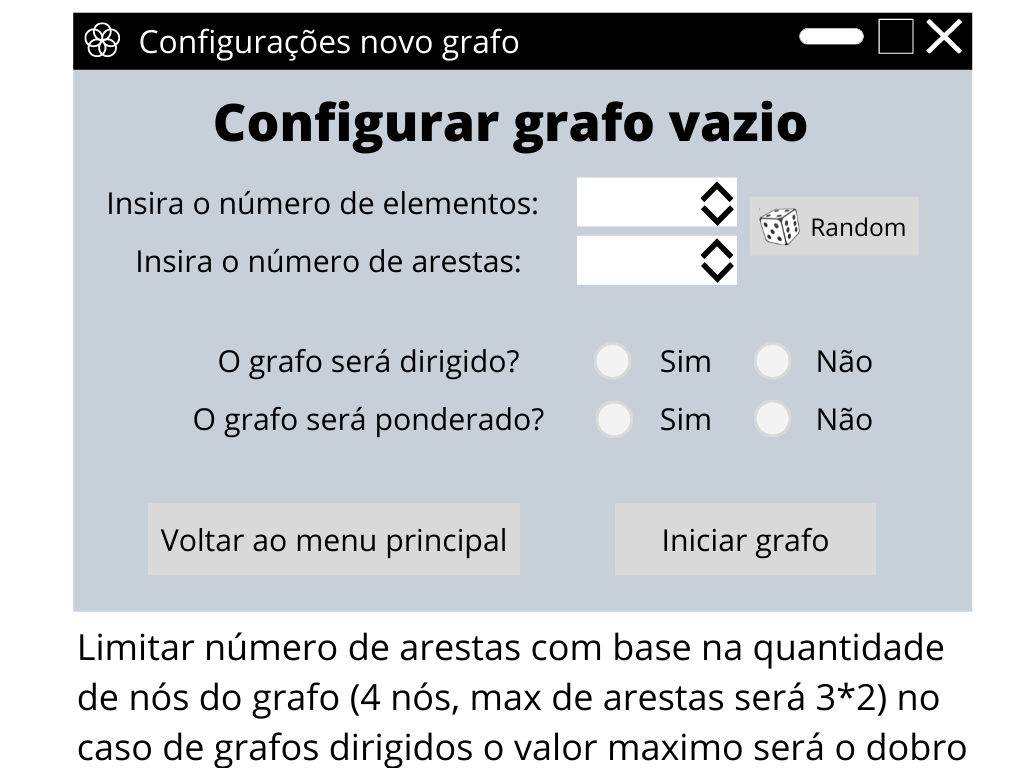 Configurações novo grafo
Configurar grafo vazio
Insira o número de elementos:
Random
Insira o número de arestas:
O grafo será dirigido? Sim Não
O grafo será ponderado? Sim Não
Voltar ao menu principal Iniciar grafo
Limitar número de arestas com base na quantidade
de nós do grafo (4 nós, max de arestas será 3*2) no
caso de grafos dirigidos o valor maximo será o dobro